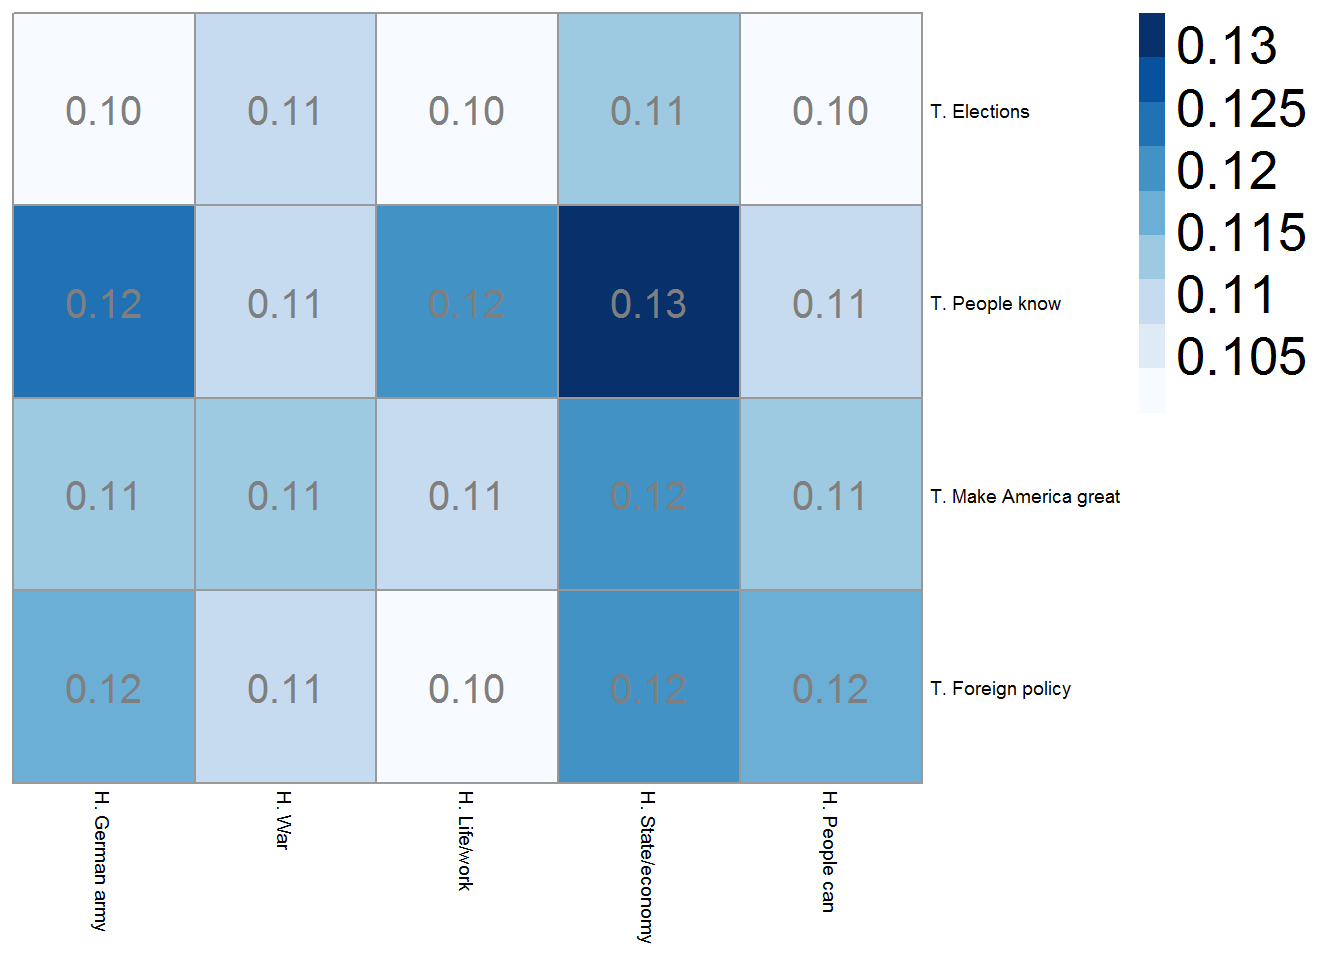 0.10 0.11 0.10 0.11 0.10 T. Elections
0.12 0.11 0.12 0.13 0.11 T. People know
0.11 0.11 0.11 0.12 0.11 T. Make America great
0.12 0.11 0.10 0.12 0.12 T. Foreign policy
H. German army
H. War
H. Life/work
H. State/economy
H. People can
0.13
0.125
0.12
0.115
0.11
0.105